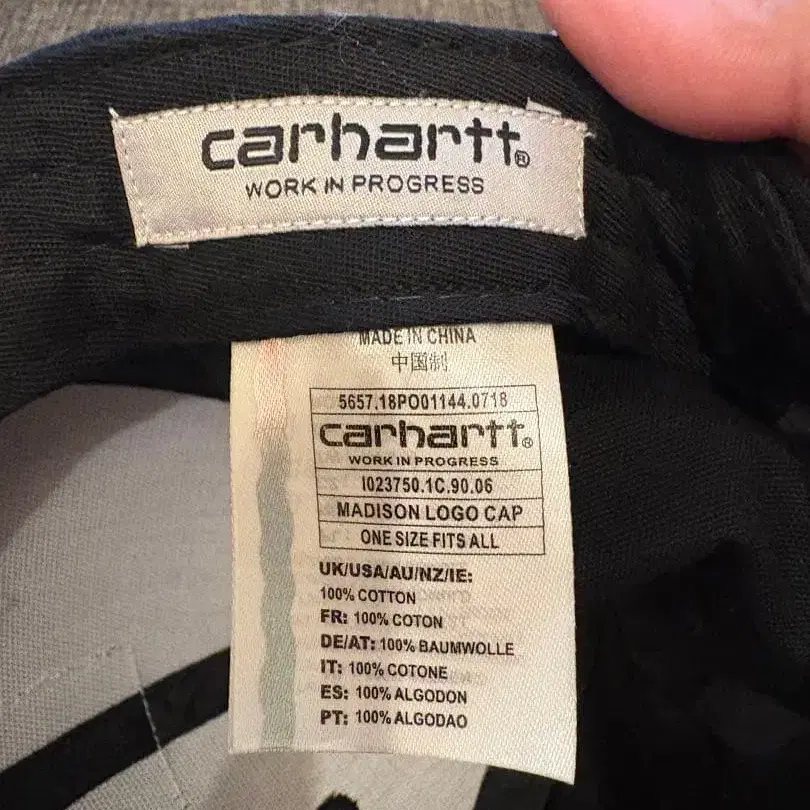 carhartt®
WORK IN PROGRESS
MADE IN CHINA
中国制
5657.18PO01144.0718
carhartt®
WORK IN PROGRESS
I023750.1C.90.06
MADISON LOGO CAP
ONE SIZE FITS ALL
UK/USA/AU/NZ/IE:
100% COTTON
FR: 100% COTON
DE/AT: 100% BAUMWOLLE
IT: 100% COTONE
ES: 100% ALGODON
PT: 100% ALGODAO